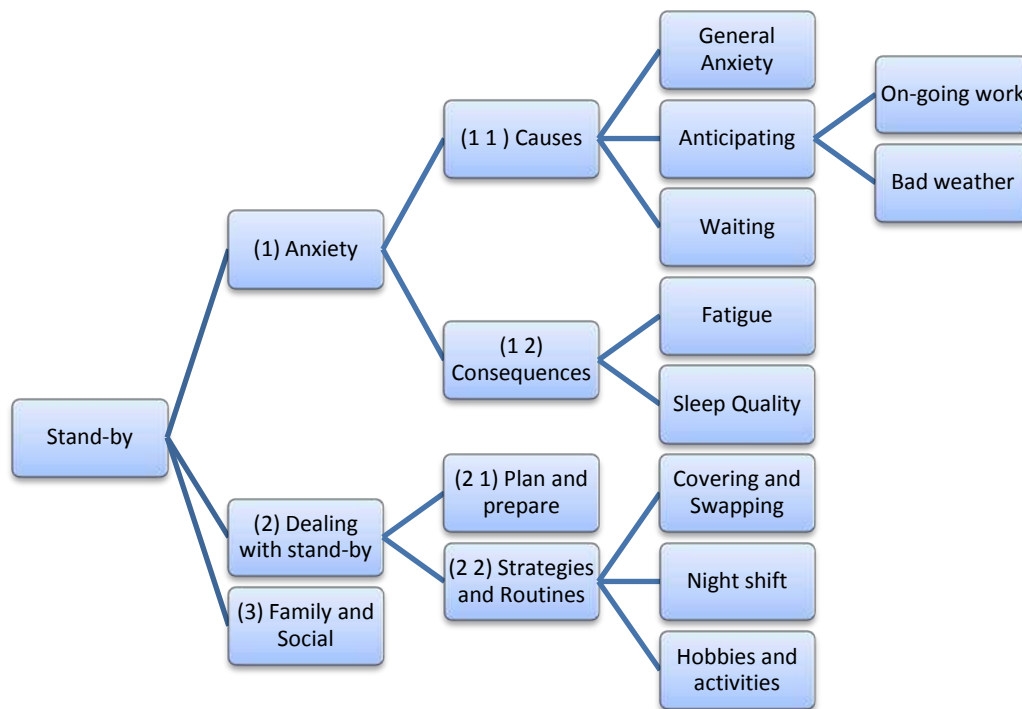 Stand-by
(1) Anxiety
(1 1 ) Causes
General
Anxiety
Anticipating
On-going work
Bad weather
Waiting
(1 2)
Consequences
Fatigue
Sleep Quality
(2) Dealing
with stand-by
(2 1) Plan and
prepare
(2 2) Strategies
and Routines
Covering and
Swapping
Night shift
Hobbies and
activities
(3) Family and
Social